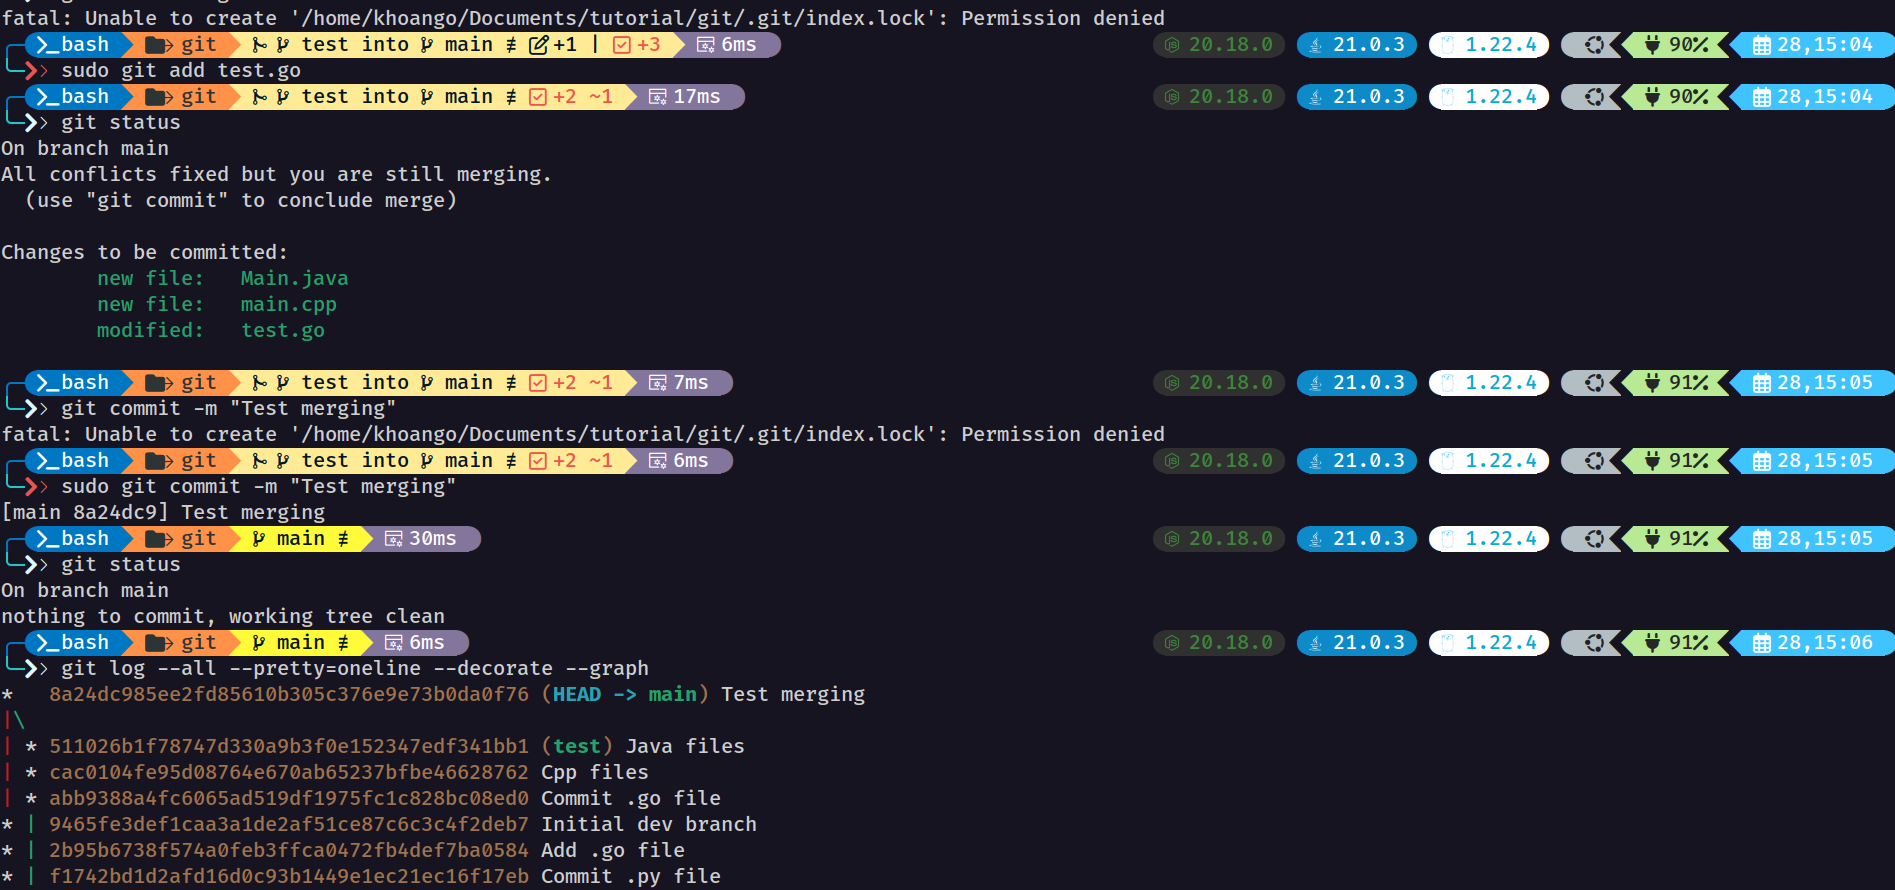 fatal: Unable to create '/home/khoango/Documents/tutorial/git/.git/index.lock': Permission denied
bash git test into main ≢ +1 | +3 6ms 20.18.0 21.0.3 1.22.4 90% 28,15:04
sudo git add test.go
bash git test into main ≢ +2 ~1 17ms 20.18.0 21.0.3 1.22.4 90% 28,15:04
git status
On branch main
All conflicts fixed but you are still merging.
(use "git commit" to conclude merge)
Changes to be committed:
new file: Main.java
new file: main.cpp
modified: test.go
bash git test into main ≢ +2 ~1 7ms 20.18.0 21.0.3 1.22.4 91% 28,15:05
git commit -m "Test merging"
fatal: Unable to create '/home/khoango/Documents/tutorial/git/.git/index.lock': Permission denied
bash git test into main ≢ +2 ~1 6ms 20.18.0 21.0.3 1.22.4 91% 28,15:05
sudo git commit -m "Test merging"
[main 8a24dc9] Test merging
bash git main ≢ 30ms 20.18.0 21.0.3 1.22.4 91% 28,15:05
git status
On branch main
nothing to commit, working tree clean
bash git main ≢ 6ms 20.18.0 21.0.3 1.22.4 91% 28,15:06
git log --all --pretty=oneline --decorate --graph
*   8a24dc985ee2fd85610b305c376e9e73b0da0f76 (HEAD -> main) Test merging
|\
| * 511026b1f78747d330a9b3f0e152347edf341bb1 (test) Java files
| * cac0104fe95d08764e670ab65237bfbe46628762 Cpp files
| * abb9388a4fc6065ad519df1975fc1c828bc08ed0 Commit .go file
* | 9465fe3def1caa3a1de2af51ce87c6c3c4f2deb7 Initial dev branch
* | 2b95b6738f574a0feb3ffca0472fb4def7ba0584 Add .go file
* | f1742bd1d2afd16d0c93b1449e1ec21ec16f17eb Commit .py file